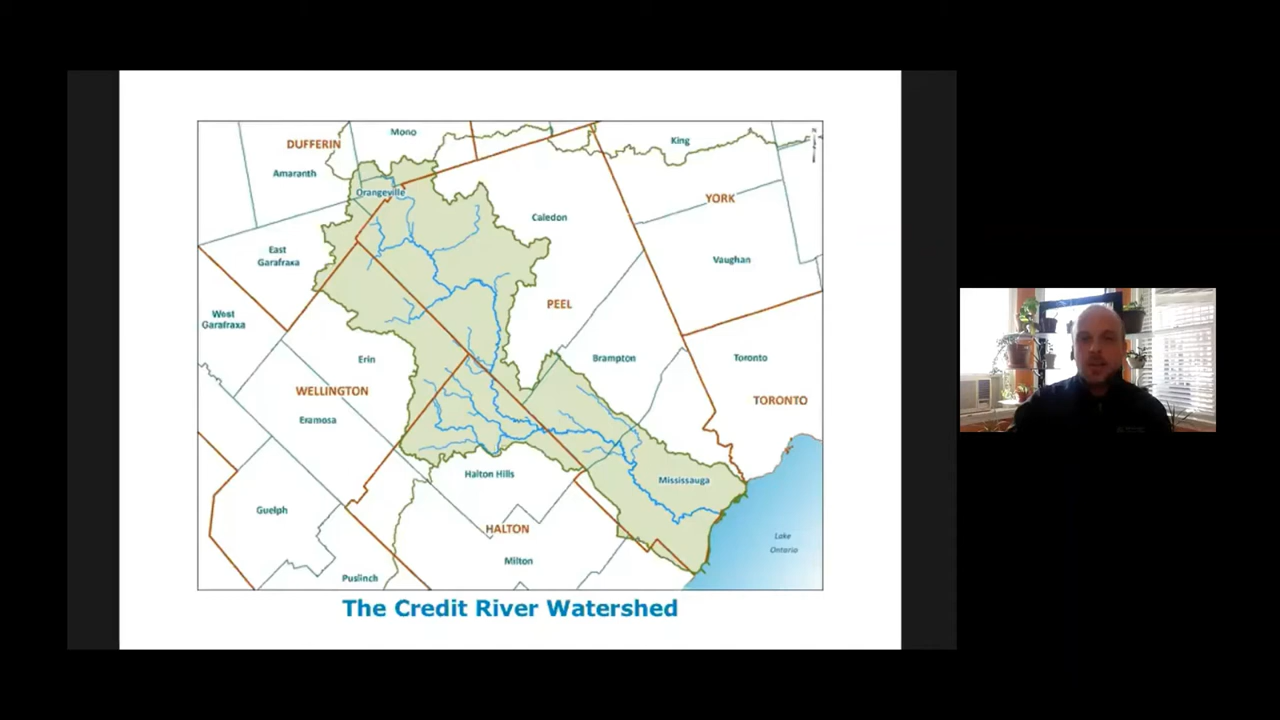 Mono
King
DUFFERIN
Amaranth
Orangeville
YORK
Caledon
East
Garafraxa
Vaughan
PEEL
West
Garafraxa
Erin
Brampton
Toronto
WELLINGTON
TORONTO
Eramosa
Halton Hills
Mississauga
Guelph
HALTON
Lake
Ontario
Milton
Puslinch
The Credit River Watershed